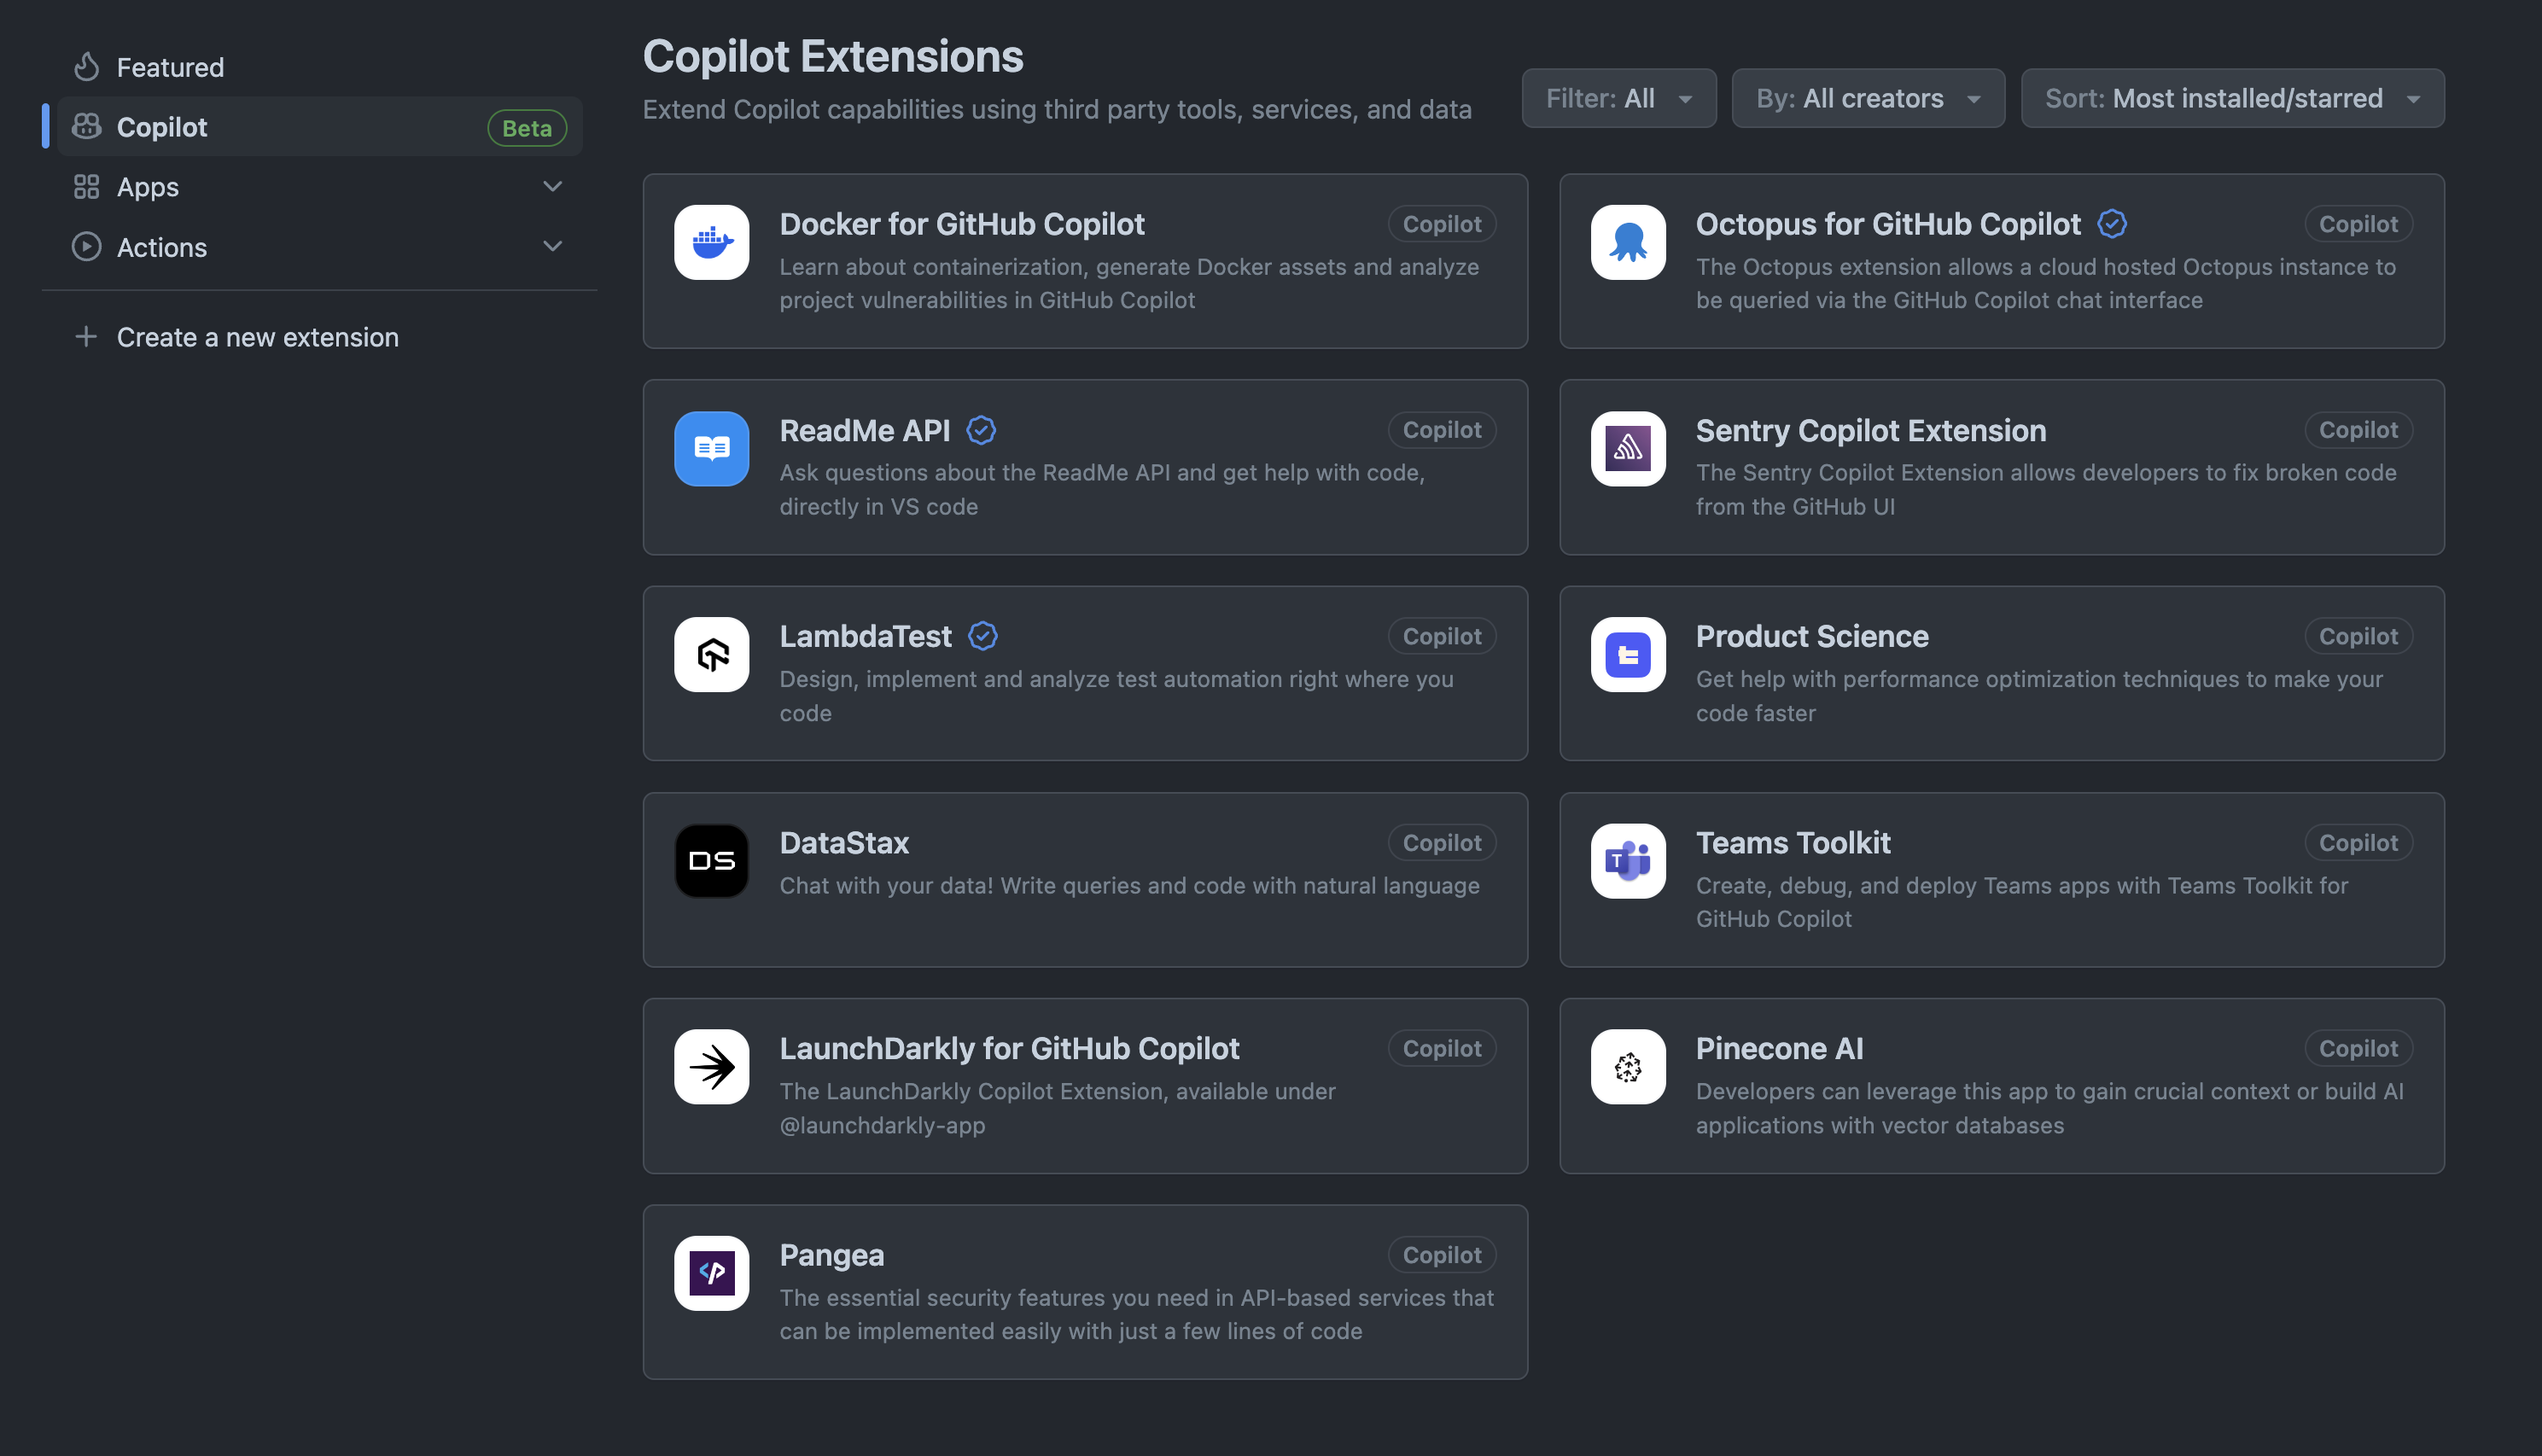 Featured
Copilot
Beta
Apps
Actions
Create a new extension
Copilot Extensions
Extend Copilot capabilities using third party tools, services, and data
Filter: All
By: All creators
Sort: Most installed/starred
Docker for GitHub Copilot
Copilot
Learn about containerization, generate Docker assets and analyze
project vulnerabilities in GitHub Copilot
Octopus for GitHub Copilot
Copilot
The Octopus extension allows a cloud hosted Octopus instance to
be queried via the GitHub Copilot chat interface
ReadMe API
Copilot
Ask questions about the ReadMe API and get help with code,
directly in VS code
Sentry Copilot Extension
Copilot
The Sentry Copilot Extension allows developers to fix broken code
from the GitHub UI
LambdaTest
Copilot
Design, implement and analyze test automation right where you
code
Product Science
Copilot
Get help with performance optimization techniques to make your
code faster
DS
DataStax
Copilot
Chat with your data! Write queries and code with natural language
T
Teams Toolkit
Copilot
Create, debug, and deploy Teams apps with Teams Toolkit for
GitHub Copilot
LaunchDarkly for GitHub Copilot
Copilot
The LaunchDarkly Copilot Extension, available under
@launchdarkly-app
Pinecone AI
Copilot
Developers can leverage this app to gain crucial context or build AI
applications with vector databases
Pangea
Copilot
The essential security features you need in API-based services that
can be implemented easily with just a few lines of code